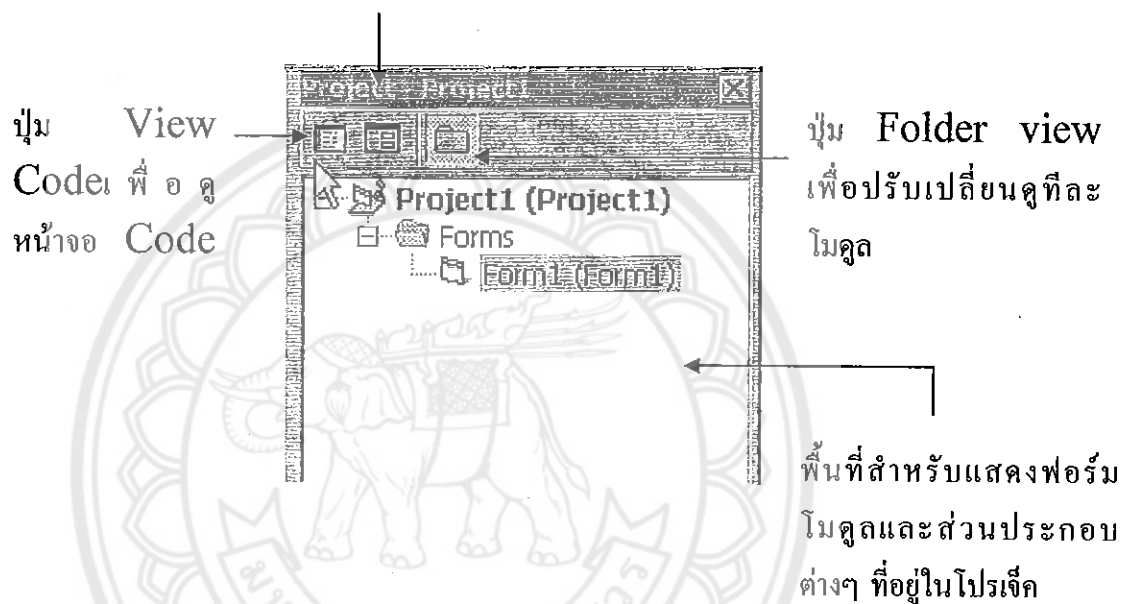 Project - Project1
ปุ่ม View
Codeเ พื่ อ ดู
หน้าจอ Code
ปุ่ม Folder view
เพื่อปรับเปลี่ยนดูทีละ
โมดูล
Project1 (Project1)
Forms
Form1 (Form1)
พื้นที่สำหรับแสดงฟอร์ม
โมดูลและส่วนประกอบ
ต่างๆ ที่อยู่ในโปรเจ็ค